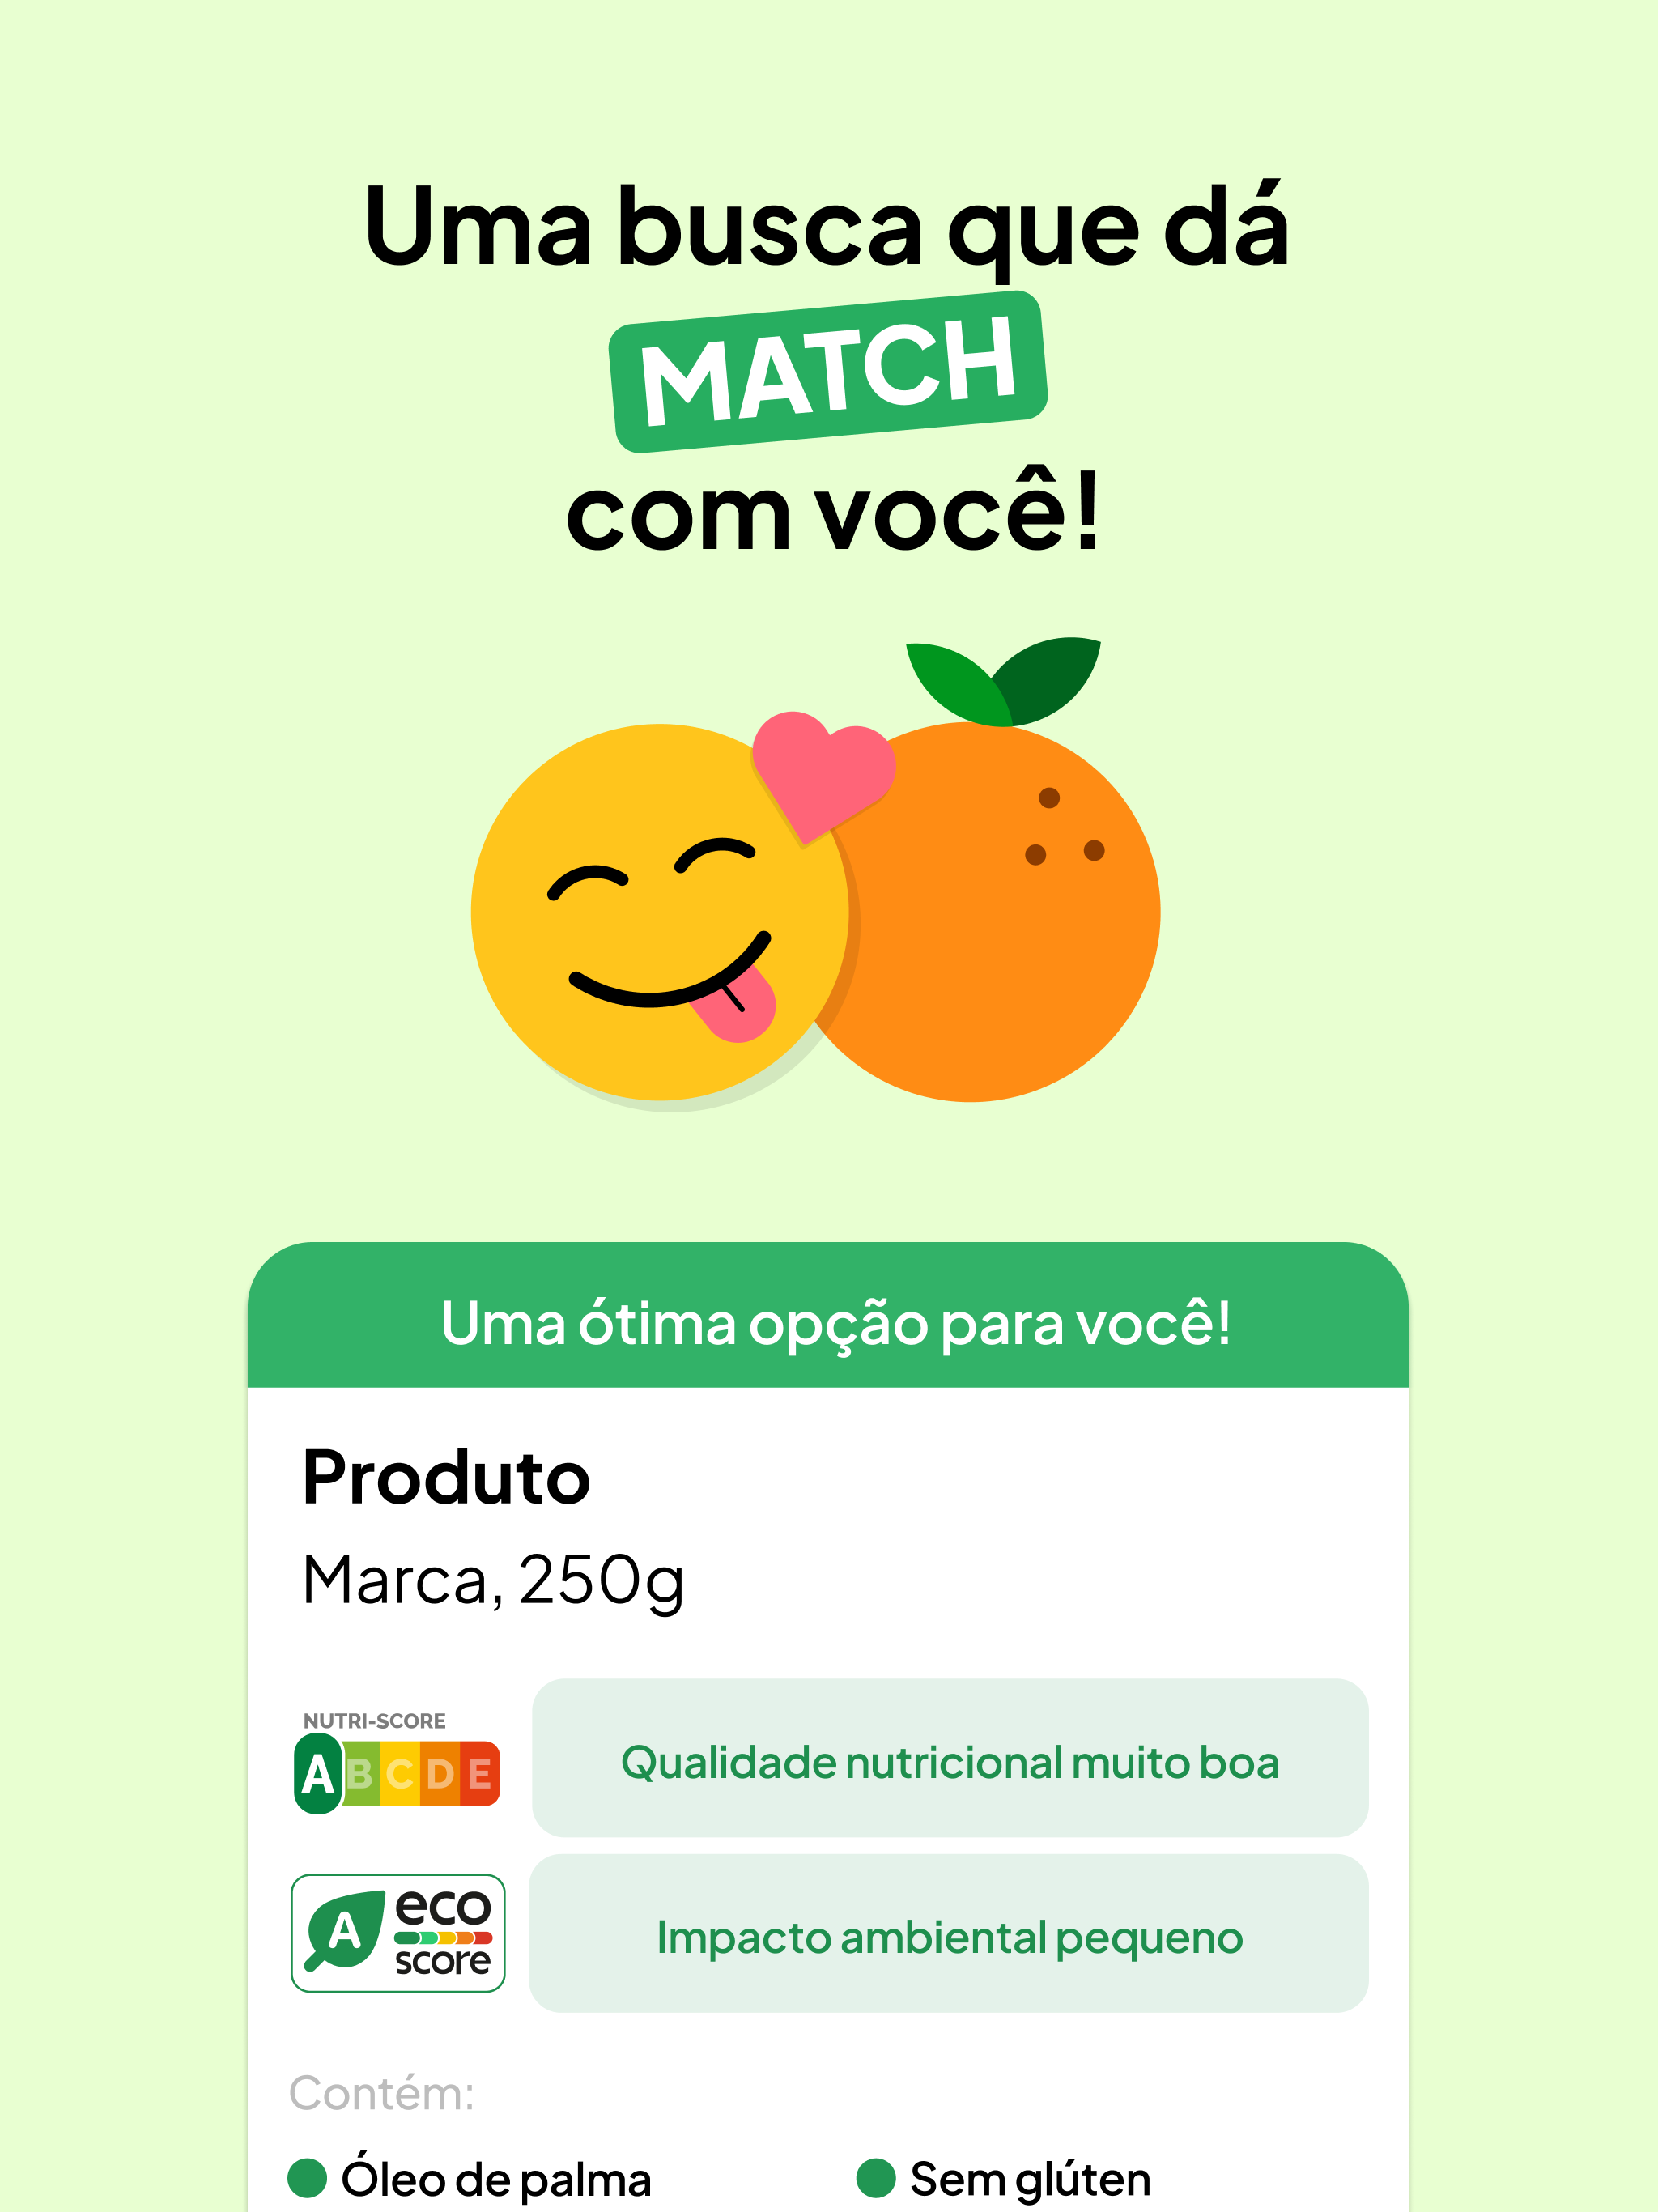 Uma busca que dá
MATCH
com você!
Uma ótima opção para você!
Produto
Marca, 250g
NUTRI-SCORE
A B C D E
Qualidade nutricional muito boa
A eco
score
Impacto ambiental pequeno
Contém:
Óleo de palma
Sem glúten